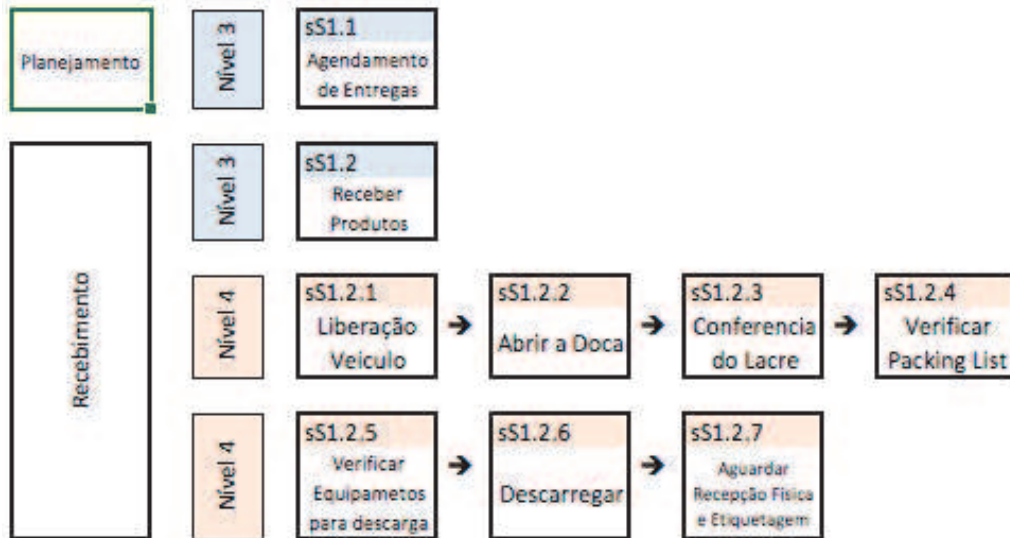 Planejamento
Nível 3
sS1.1
Agendamento
de Entregas
Recebimento
Nível 3
sS1.2
Receber
Produtos
Nível 4
sS1.2.1
Liberação
Veiculo
sS1.2.2
Abrir a Doca
sS1.2.3
Conferencia
do Lacre
sS1.2.4
Verificar
Packing List
Nível 4
sS1.2.5
Verificar
Equipametos
para descarga
sS1.2.6
Descarregar
sS1.2.7
Aguardar
Recepção Física
e Etiquetagem